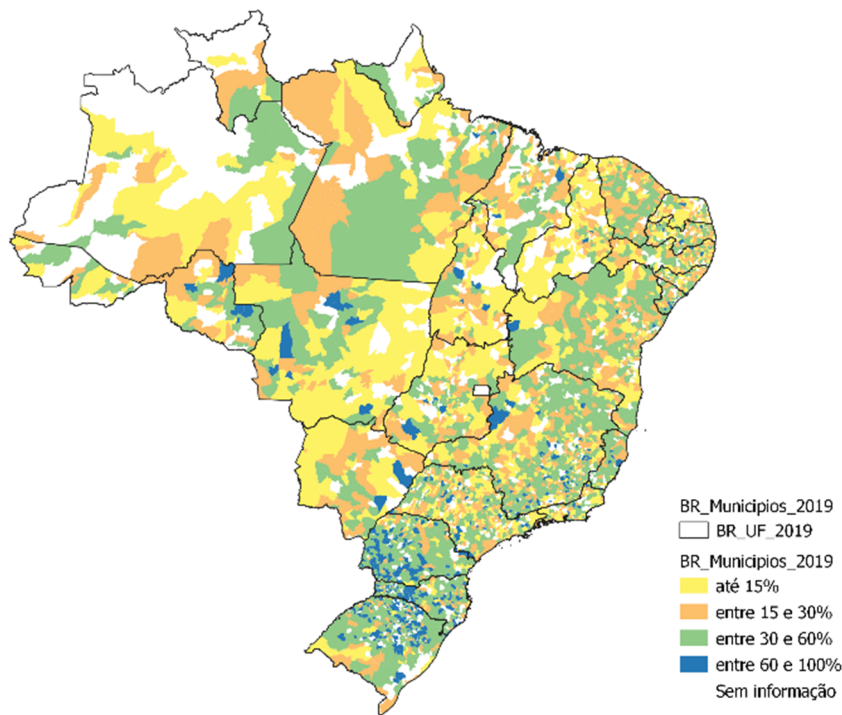 BR_Municipios_2019
BR_UF_2019
BR_Municipios_2019
até 15%
entre 15 e 30%
entre 30 e 60%
entre 60 e 100%
Sem informação